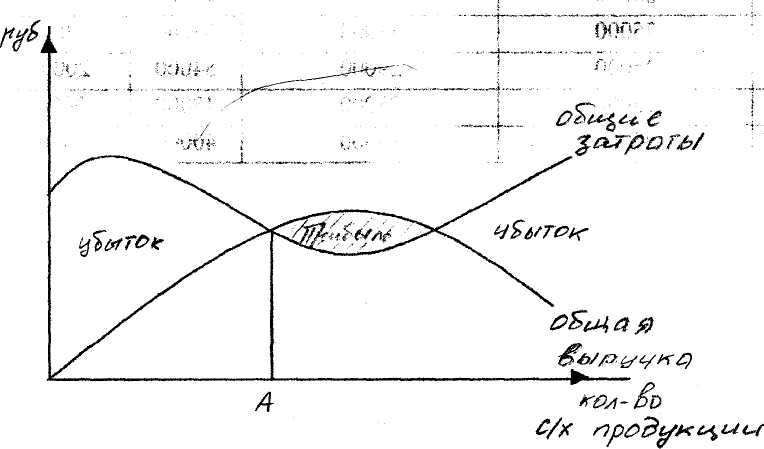 руб
общие
затраты
убыток
Прибыль
убыток
общая
выручка
А
кол-во
с/х продукции